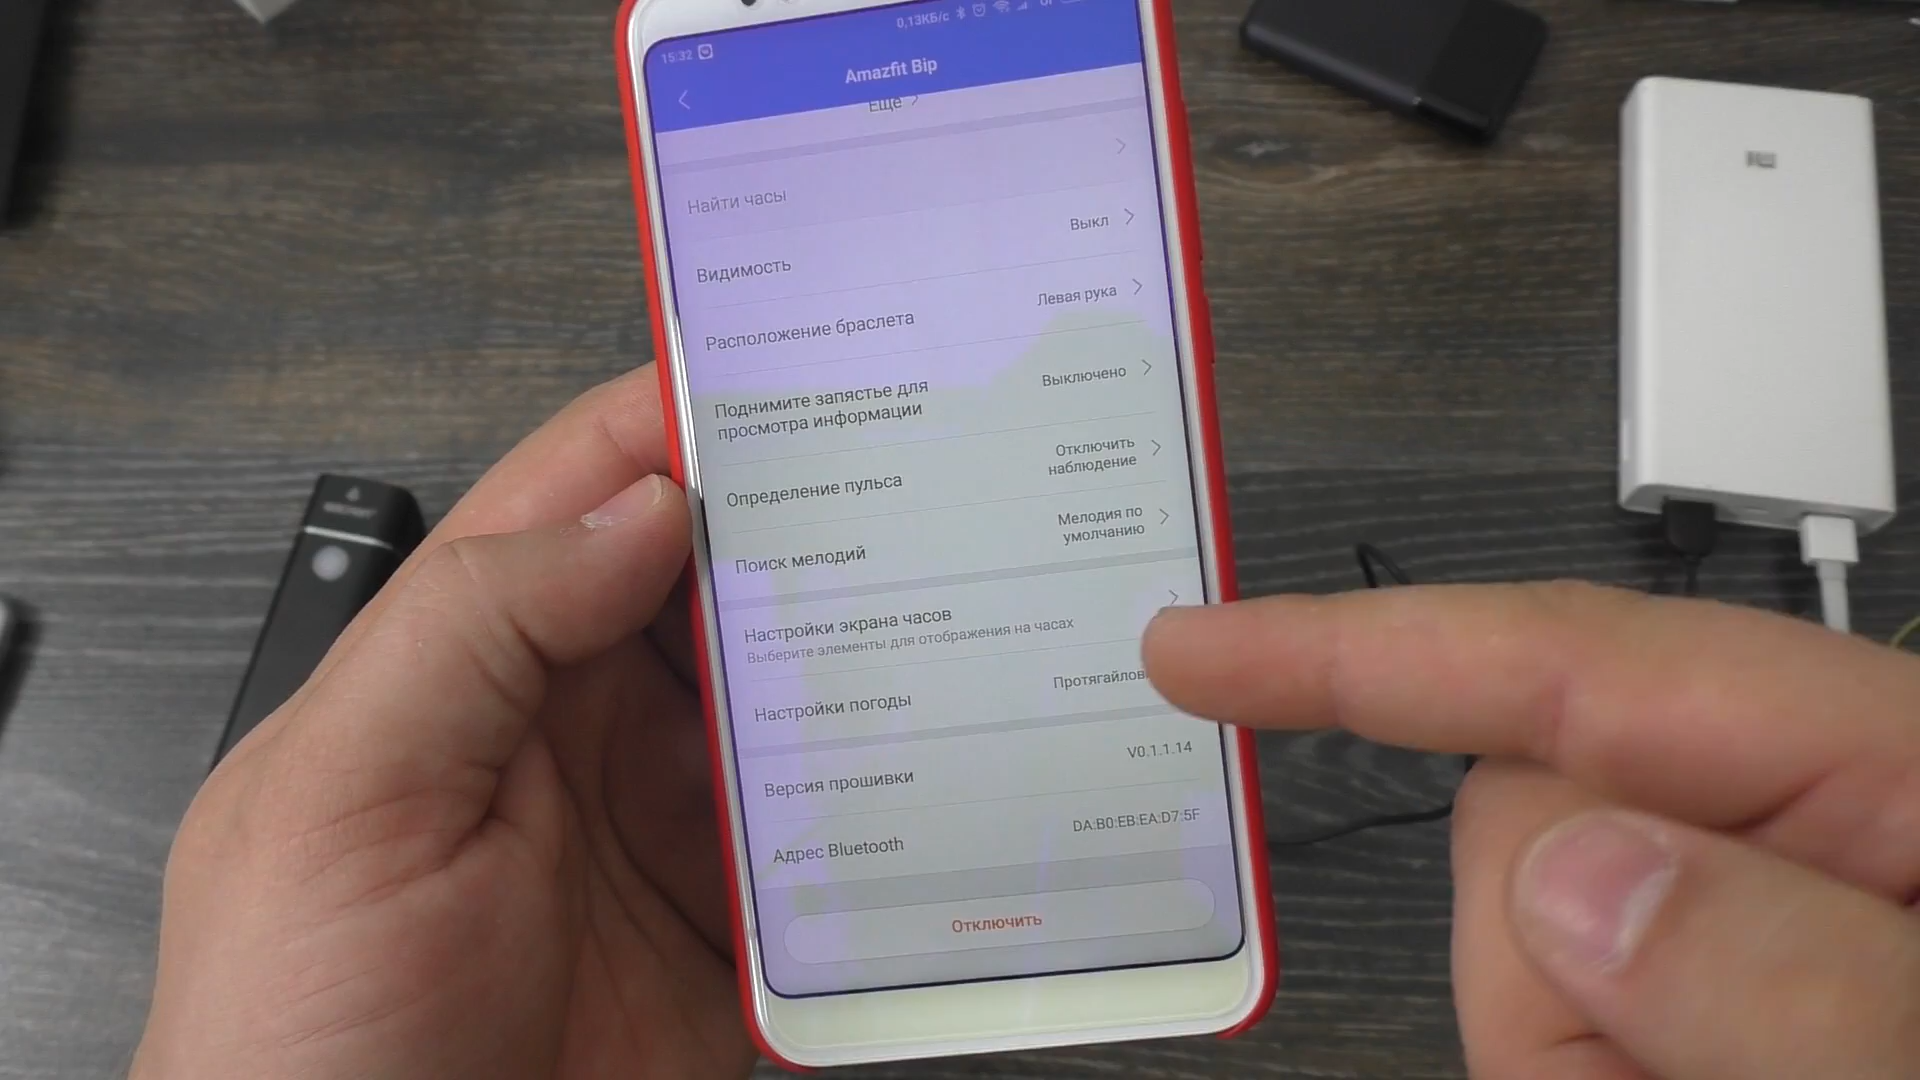 15:32
0,13КБ/с
Amazfit Bip
Ещё
Найти часы
Видимость
Выкл
Расположение браслета
Левая рука
Поднимите запястье для
просмотра информации
Выключено
Определение пульса
Отключить
наблюдение
Поиск мелодий
Мелодия по
умолчанию
Настройки экрана часов
Выберите элементы для отображения на часах
Настройки погоды
Протягайлов
Версия прошивки
V0.1.1.14
Адрес Bluetooth
DA:B0:EB:EA:D7:5F
Отключить